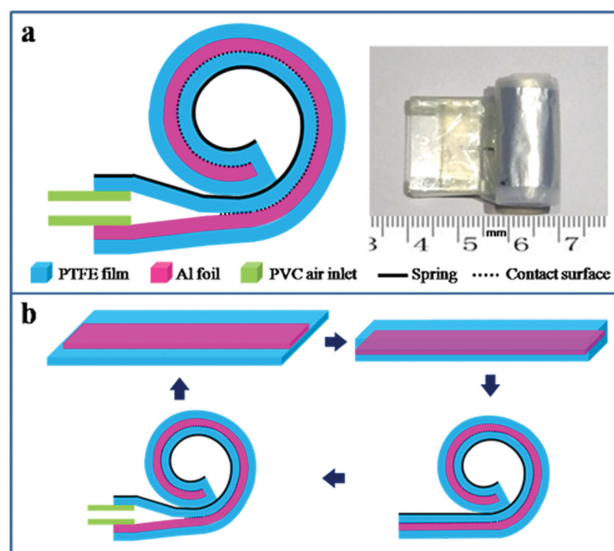 a
3 4 5 mm 6 7
PTFE film Al foil PVC air inlet Spring Contact surface
b